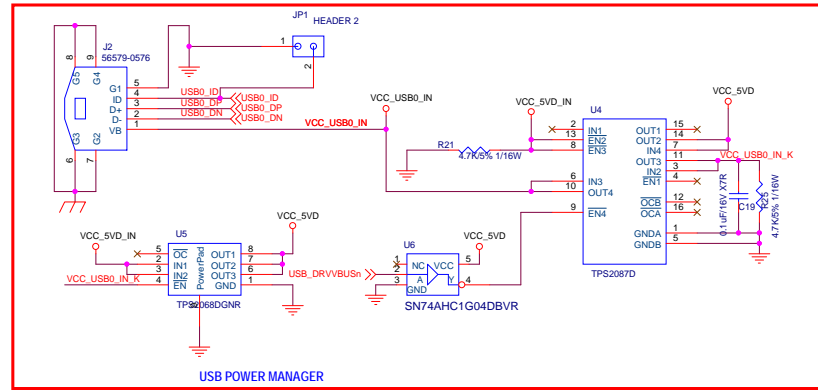 JP1
HEADER 2
1
2
J2
56579-0576
8
9
G5
G4
G1
ID
D+
D-
VB
G3
G2
5
4
3
2
1
6
7
USB0_ID
USB0_DP
USB0_DN
USB0_ID
USB0_DP
USB0_DN
VCC_USB0_IN
VCC_USB0_IN
VCC_5VD_IN
VCC_5VD
U4
R21
4.7K/5% 1/16W
2 IN1 OUT1 15
13 EN2 OUT2 14
8 EN3 IN4 7
OUT3 11
IN2 3
6 IN3 EN1 4
10 OUT4
OCB 12
9 EN4 OCA 16
GNDA 1
GNDB 5
TPS2087D
VCC_USB0_IN_K
0.1uF/16V X7R
C19
R25
4.7K/5% 1/16W
U5
VCC_5VD_IN
VCC_5VD
5 OC OUT1 8
2 IN1 OUT2 7
3 IN2 OUT3 6
4 EN GND 1
PowerPad
VCC_USB0_IN_K
TPS2068DGNR
U6
VCC_5VD
USB_DRVVBUSn
1 NC VCC 5
2 A Y 4
3 GND
SN74AHC1G04DBVR
USB POWER MANAGER